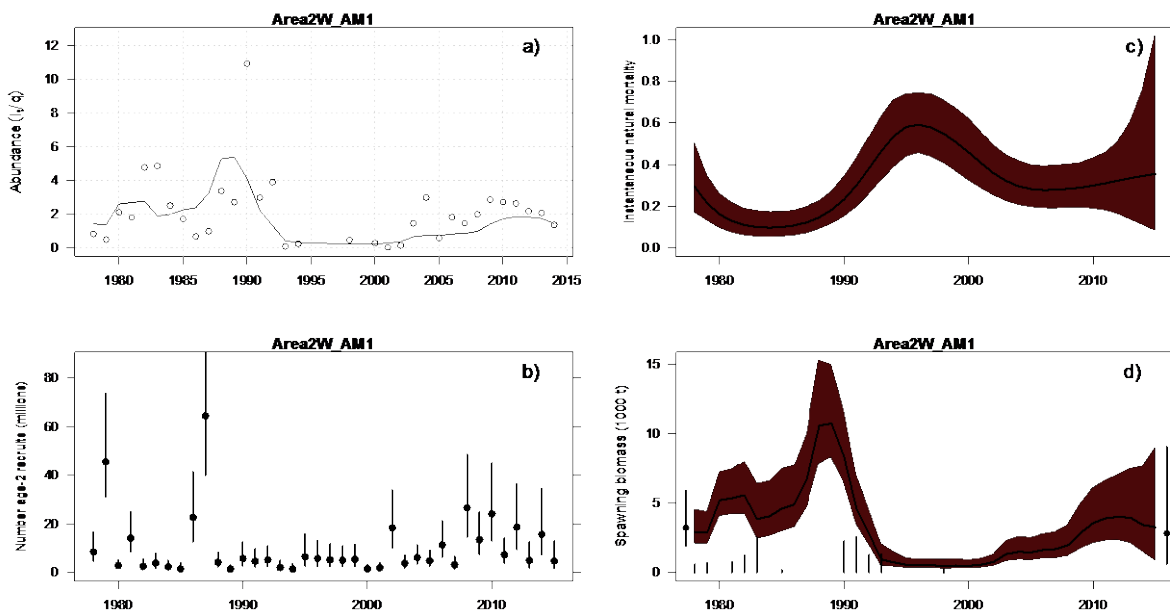 Area2W_AM1
a)
Abundance (It/q)
12
10
8
6
4
2
0
1980 1985 1990 1995 2000 2005 2010 2015
Area2W_AM1
c)
Instentaneous natural mortality
1.0
0.8
0.6
0.4
0.2
0.0
1980 1990 2000 2010
Area2W_AM1
b)
Number age-2 recruits (millions)
80
60
40
20
0
1980 1990 2000 2010
Area2W_AM1
d)
Spawning biomass (1000 t)
15
10
5
0
1980 1990 2000 2010